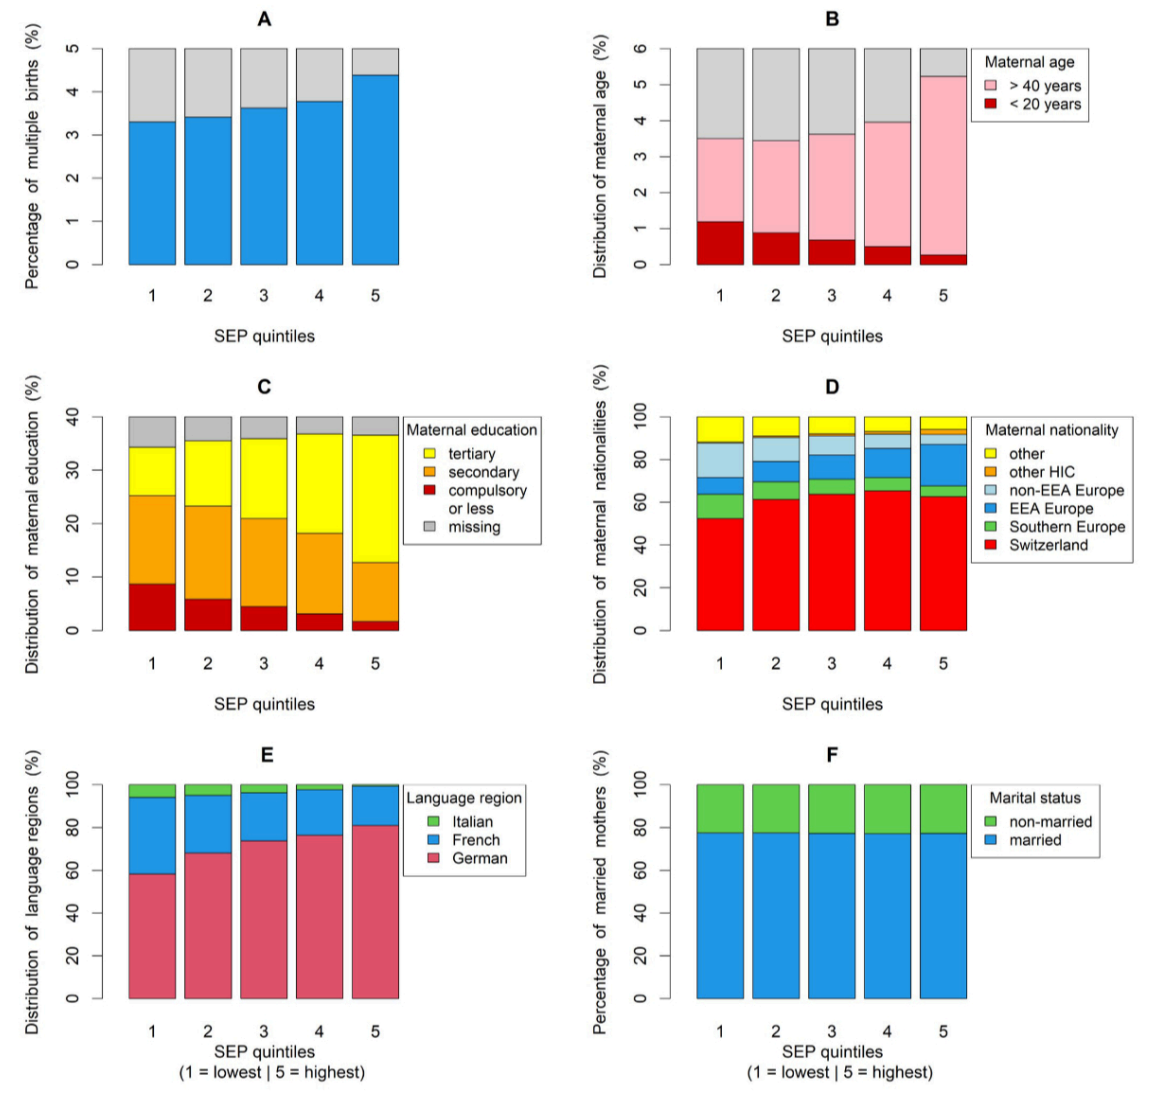 A
Percentage of multiple births (%)
5
4
3
2
1
0
1 2 3 4 5
SEP quintiles
B
Distribution of maternal age (%)
6
5
4
3
2
1
0
1 2 3 4 5
SEP quintiles
Maternal age
> 40 years
< 20 years
C
Distribution of maternal education (%)
40
30
20
10
0
1 2 3 4 5
SEP quintiles
Maternal education
tertiary
secondary
compulsory
or less
missing
D
Distribution of maternal nationalities (%)
100
80
60
40
20
0
1 2 3 4 5
SEP quintiles
Maternal nationality
other
other HIC
non-EEA Europe
EEA Europe
Southern Europe
Switzerland
E
Distribution of language regions (%)
100
80
60
40
20
0
1 2 3 4 5
SEP quintiles
(1 = lowest | 5 = highest)
Language region
Italian
French
German
F
Percentage of married mothers (%)
100
80
60
40
20
0
1 2 3 4 5
SEP quintiles
(1 = lowest | 5 = highest)
Marital status
non-married
married